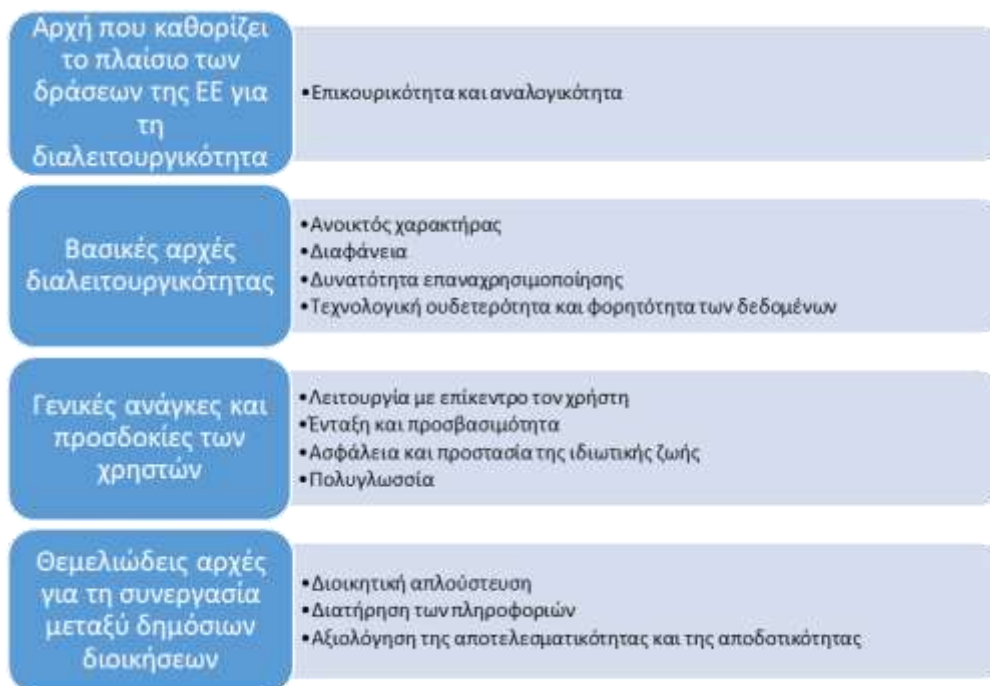 Αρχή που καθορίζει
το πλαίσιο των
δράσεων της ΕΕ για
τη
διαλειτουργικότητα
•Επικουρικότητα και αναλογικότητα
Βασικές αρχές
διαλειτουργικότητας
•Ανοικτός χαρακτήρας
•Διαφάνεια
•Δυνατότητα επαναχρησιμοποίησης
•Τεχνολογική ουδετερότητα και φορητότητα των δεδομένων
Γενικές ανάγκες και
προσδοκίες των
χρηστών
•Λειτουργία με επίκεντρο τον χρήστη
•Ένταξη και προσβασιμότητα
•Ασφάλεια και προστασία της ιδιωτικής ζωής
•Πολυγλωσσία
Θεμελιώδεις αρχές
για τη συνεργασία
μεταξύ δημόσιων
διοικήσεων
•Διοικητική απλούστευση
•Διατήρηση των πληροφοριών
•Αξιολόγηση της αποτελεσματικότητας και της αποδοτικότητας